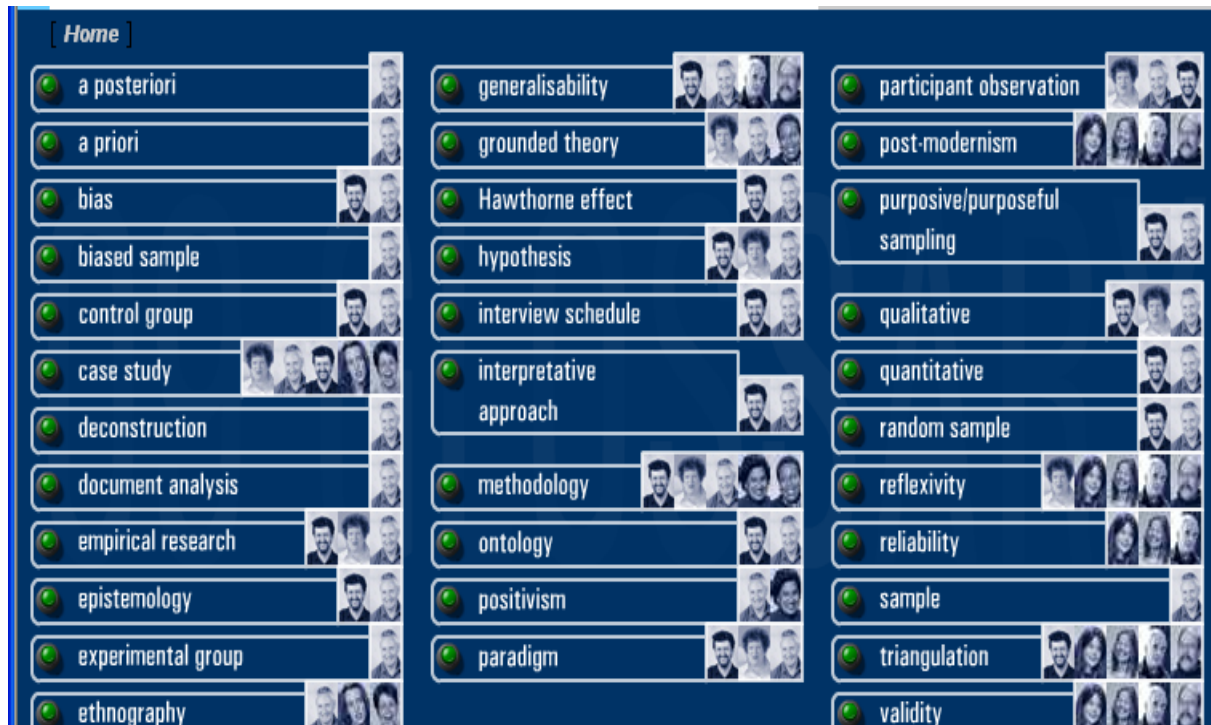 [ Home ]
a posteriori
a priori
bias
biased sample
control group
case study
deconstruction
document analysis
empirical research
epistemology
experimental group
ethnography
generalisability
grounded theory
Hawthorne effect
hypothesis
interview schedule
interpretative
approach
methodology
ontology
positivism
paradigm
participant observation
post-modernism
purposive/purposeful
sampling
qualitative
quantitative
random sample
reflexivity
reliability
sample
triangulation
validity